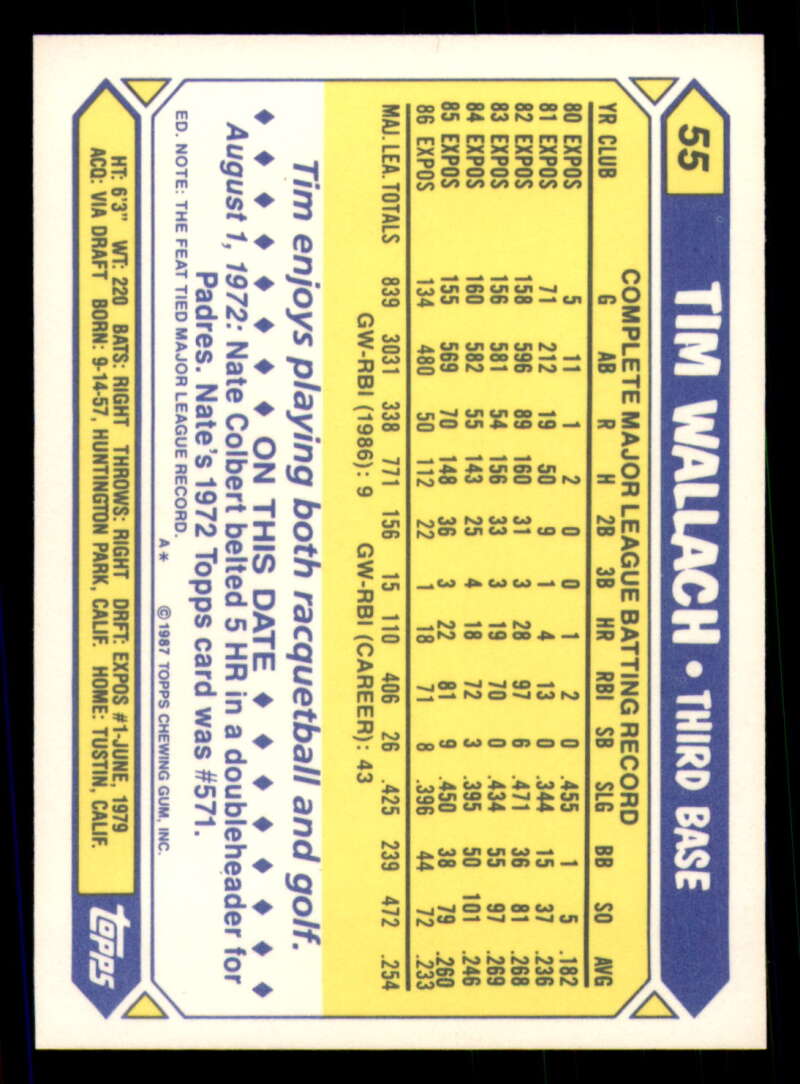 55 TIM WALLACH • THIRD BASE
COMPLETE MAJOR LEAGUE BATTING RECORD
YR CLUB G AB R H 2B 3B HR RBI SB SLG BB SO AVG
80 EXPOS 5 11 1 2 0 0 1 2 0 .455 1 5 .182
81 EXPOS 71 212 19 50 9 1 4 13 0 .344 15 37 .236
82 EXPOS 158 596 89 160 31 3 28 97 6 .471 36 81 .268
83 EXPOS 156 581 54 156 33 3 19 70 0 .434 55 97 .269
84 EXPOS 160 582 55 143 25 4 18 72 3 .395 50 101 .246
85 EXPOS 155 569 70 148 36 3 22 81 9 .450 38 79 .260
86 EXPOS 134 480 50 112 22 1 18 71 8 .396 44 72 .233
MAJ. LEA. TOTALS 839 3031 338 771 156 15 110 406 26 .425 239 472 .254
GW-RBI (1986): 9 GW-RBI (CAREER): 43
Tim enjoys playing both racquetball and golf.
◆ ◆ ◆ ◆ ◆ ◆ ◆ ON THIS DATE ◆ ◆ ◆ ◆ ◆ ◆ ◆
August 1, 1972: Nate Colbert belted 5 HR in a doubleheader for
Padres. Nate's 1972 Topps card was #571.
ED. NOTE: THE FEAT TIED MAJOR LEAGUE RECORD. A* ©1987 TOPPS CHEWING GUM, INC.
HT: 6'3" WT: 220 BATS: RIGHT THROWS: RIGHT DRFT: EXPOS #1-JUNE, 1979
ACQ: VIA DRAFT BORN: 9-14-57, HUNTINGTON PARK, CALIF. HOME: TUSTIN, CALIF.
topps